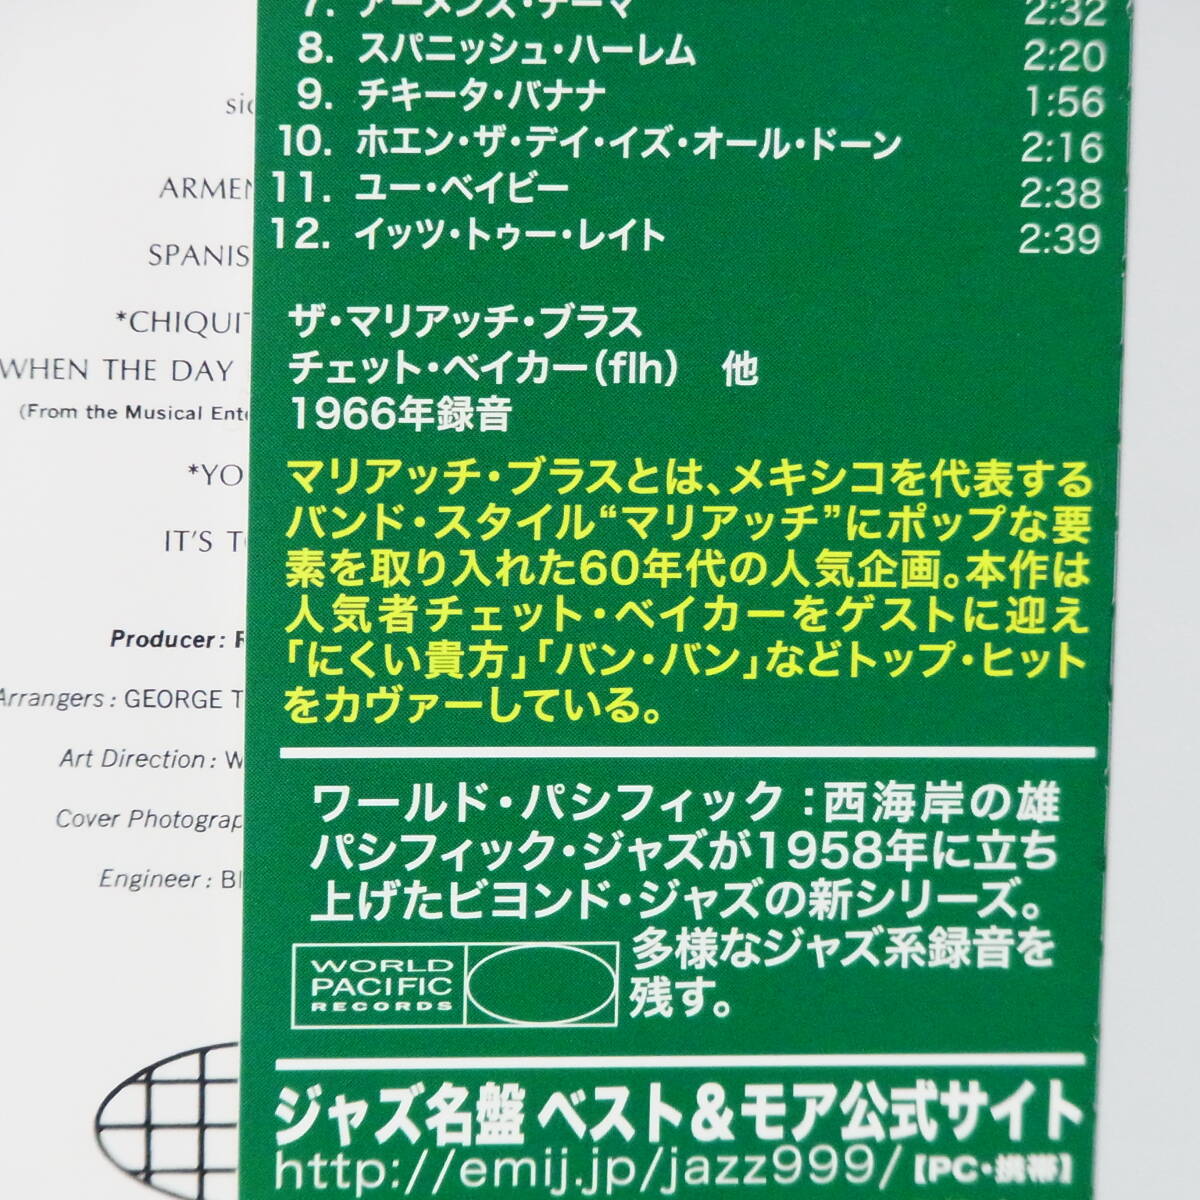 7. アーメンズ・テーマ 2:32
8. スパニッシュ・ハーレム 2:20
9. チキータ・バナナ 1:56
10. ホエン・ザ・デイ・イズ・オール・ドーン 2:16
11. ユー・ベイビー 2:38
12. イッツ・トゥー・レイト 2:39
ザ・マリアッチ・ブラス
チェット・ベイカー(flh) 他
1966年録音
マリアッチ・ブラスとは、メキシコを代表する
バンド・スタイル“マリアッチ”にポップな要
素を取り入れた60年代の人気企画。本作は
人気者チェット・ベイカーをゲストに迎え
「にくい貴方」「バン・バン」などトップ・ヒット
をカヴァーしている。
ワールド・パシフィック：西海岸の雄
パシフィック・ジャズが1958年に立ち
上げたビヨンド・ジャズの新シリーズ。
多様なジャズ系録音を
残す。
WORLD
PACIFIC
RECORDS
ジャズ名盤 ベスト&モア公式サイト
http://emij.jp/jazz999/【PC・携帯】
ARMEN
SPANIS
*CHIQUIT
WHEN THE DAY
(From the Musical Ente
*YO
IT'S T
Producer:
Arrangers: GEORGE T
Art Direction: W
Cover Photograp
Engineer: Bl